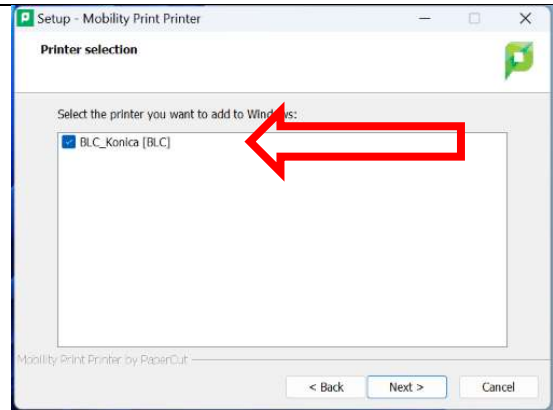 Setup - Mobility Print Printer
Printer selection
Select the printer you want to add to Windows:
BLC_Konica [BLC]
Mobility Print Printer by PaperCut
< Back Next > Cancel